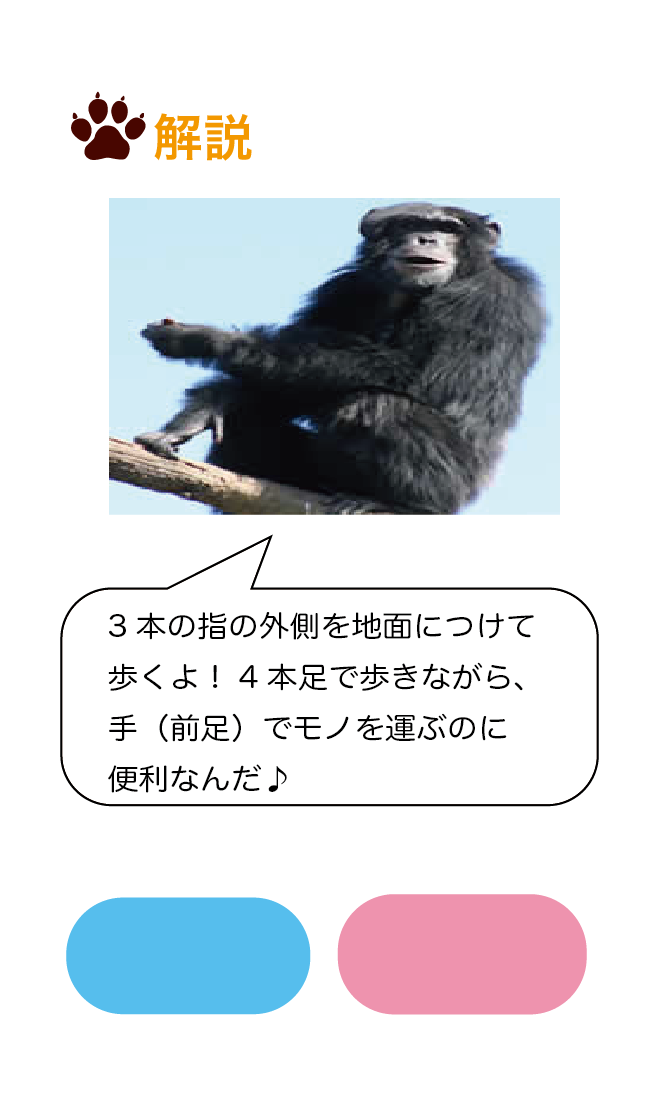 解説
3本の指の外側を地面につけて
歩くよ！4本足で歩きながら、
手（前足）でモノを運ぶのに
便利なんだ♪